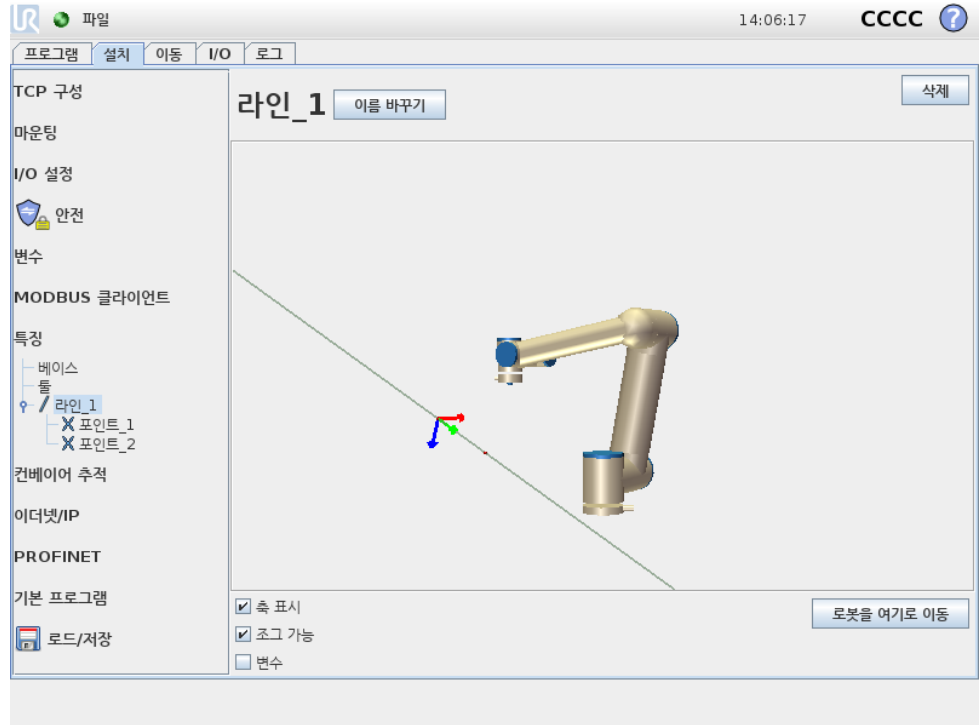 UR 파일 14:06:17 CCCC ?
프로그램 설치 이동 I/O 로그
TCP 구성
마운팅
I/O 설정
안전
변수
MODBUS 클라이언트
특징
베이스
툴
라인_1
포인트_1
포인트_2
컨베이어 추적
이더넷/IP
PROFINET
기본 프로그램
로드/저장
라인_1 이름 바꾸기 삭제
축 표시
조그 가능
변수
로봇을 여기로 이동